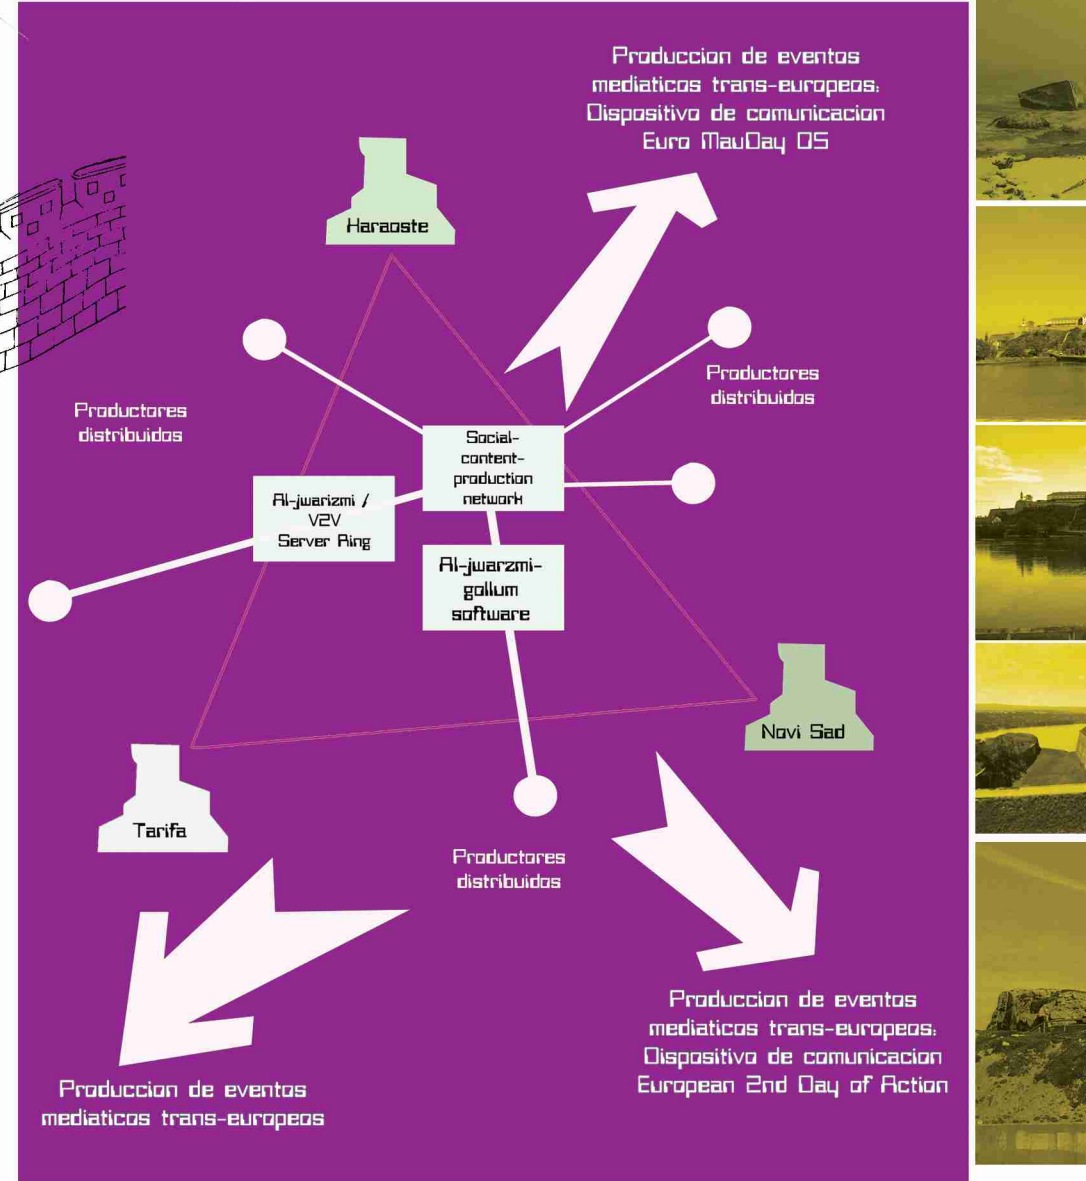 Produccion de eventos
mediaticos trans-europeos:
Dispositivo de comunicacion
Euro MauDay 05
Haraoste
Productores
distribuidos
Productores
distribuidos
Social-
content-
production
network
Al-jwarizmi /
V2V
Server Ring
Al-jwarzmi-
gollum
software
Novi Sad
Tarifa
Productores
distribuidos
Produccion de eventos
mediaticos trans-europeos:
Dispositivo de comunicacion
European 2nd Day of Action
Produccion de eventos
mediaticos trans-europeos